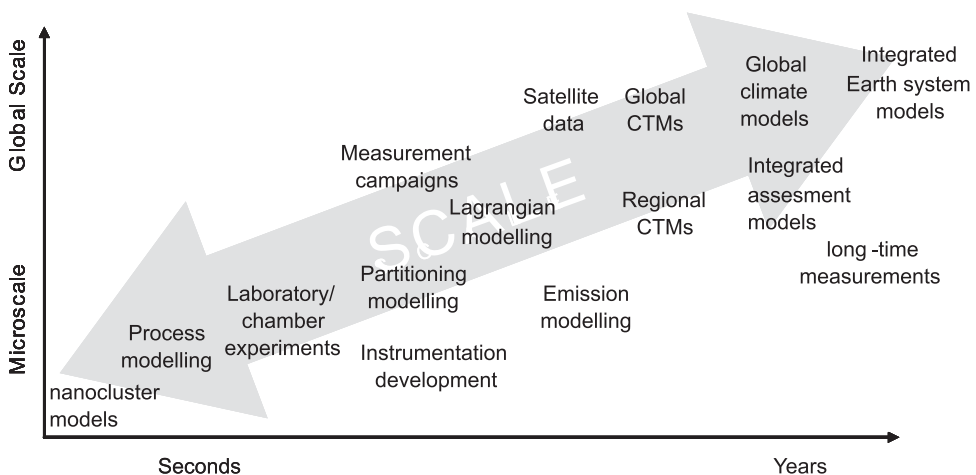 Global Scale
Microscale
Integrated
Earth system
models
Global
climate
models
Satellite
data
Global
CTMs
Measurement
campaigns
SCALE
Integrated
assesment
models
Lagrangian
modelling
Regional
CTMs
long -time
measurements
Partitioning
modelling
Laboratory/
chamber
experiments
Emission
modelling
Process
modelling
Instrumentation
development
nanocluster
models
Seconds
Years